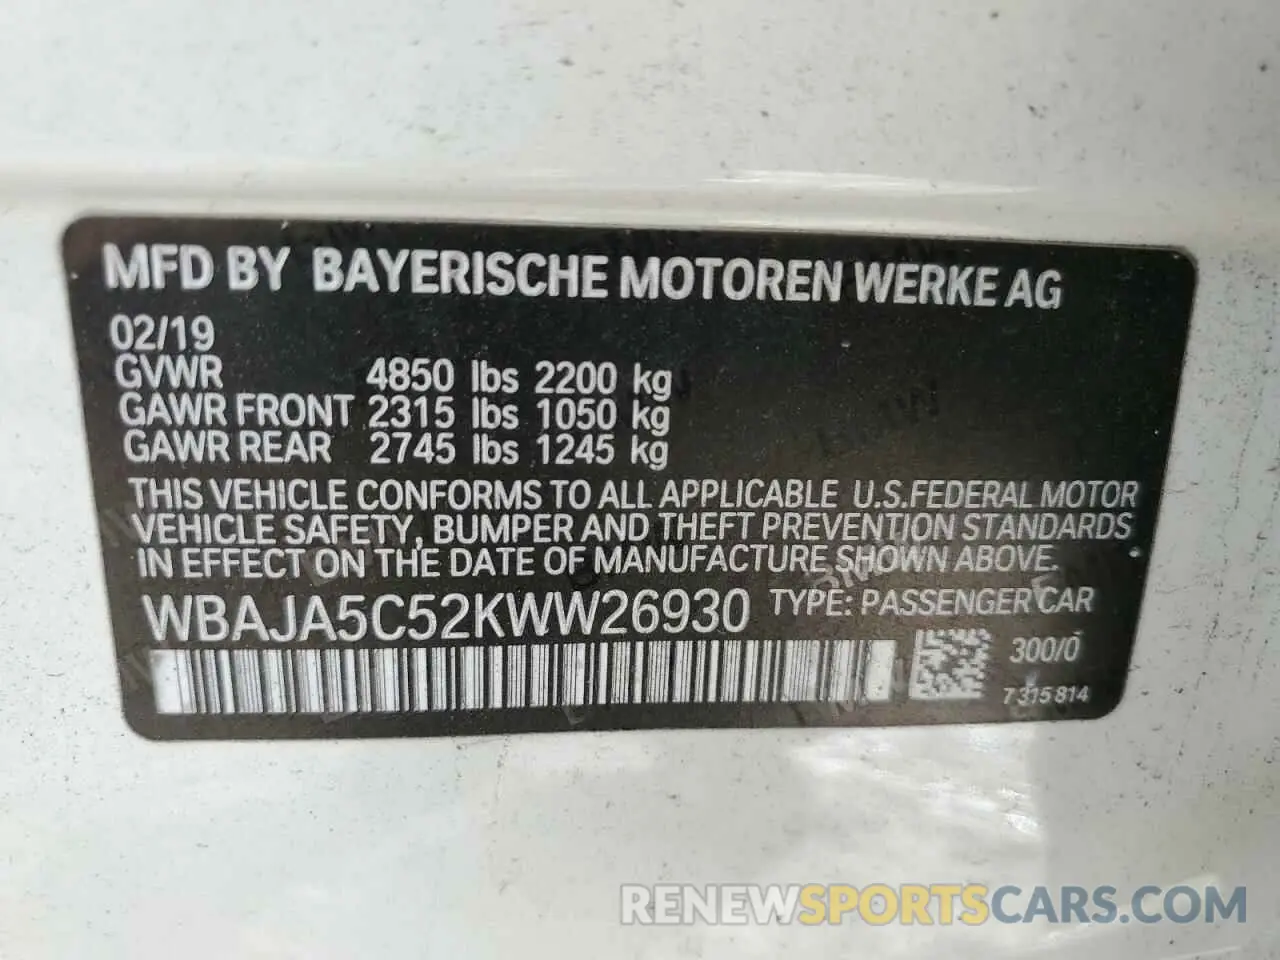 MFD BY BAYERISCHE MOTOREN WERKE AG
02/19
GVWR 4850 lbs 2200 kg
GAWR FRONT 2315 lbs 1050 kg
GAWR REAR 2745 lbs 1245 kg
THIS VEHICLE CONFORMS TO ALL APPLICABLE U.S.FEDERAL MOTOR
VEHICLE SAFETY, BUMPER AND THEFT PREVENTION STANDARDS
IN EFFECT ON THE DATE OF MANUFACTURE SHOWN ABOVE.
WBAJA5C52KWW26930 TYPE: PASSENGER CAR
300/0
7315814
RENEWSPORTSCARS.COM